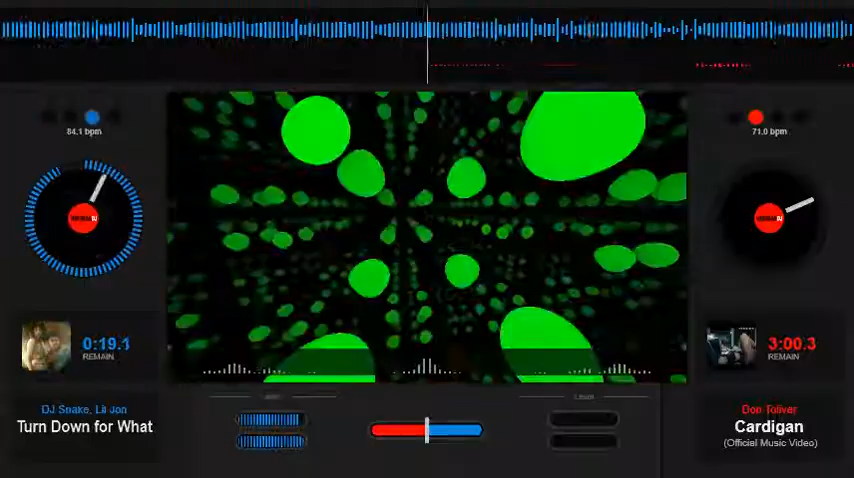 84.1 bpm
71.0 bpm
0:19.1
REMAIN
3:00.3
REMAIN
DJ Snake, Lil Jon
Turn Down for What
Don Toliver
Cardigan
(Official Music Video)